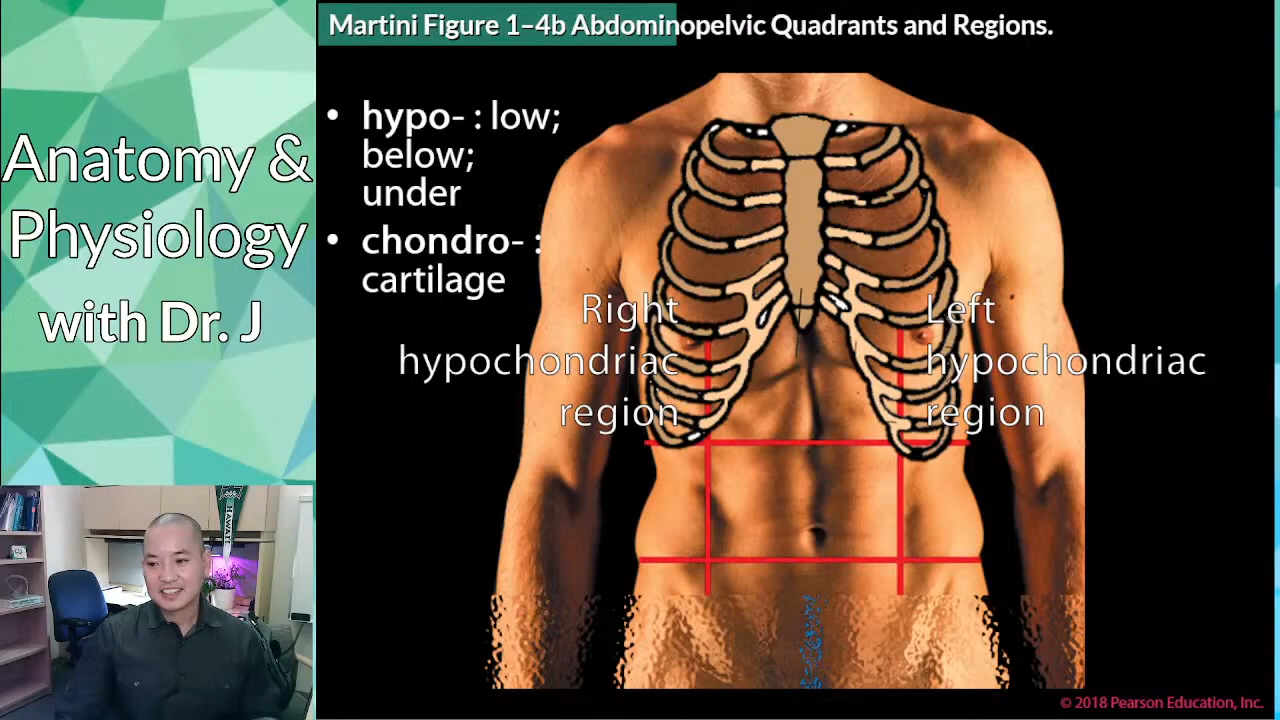 Martini Figure 1–4b Abdominopelvic Quadrants and Regions.
Anatomy &
Physiology
with Dr. J
• hypo- : low;
below;
under
• chondro- :
cartilage
Right
hypochondriac
region
Left
hypochondriac
region
HAWAI'I
© 2018 Pearson Education, Inc.